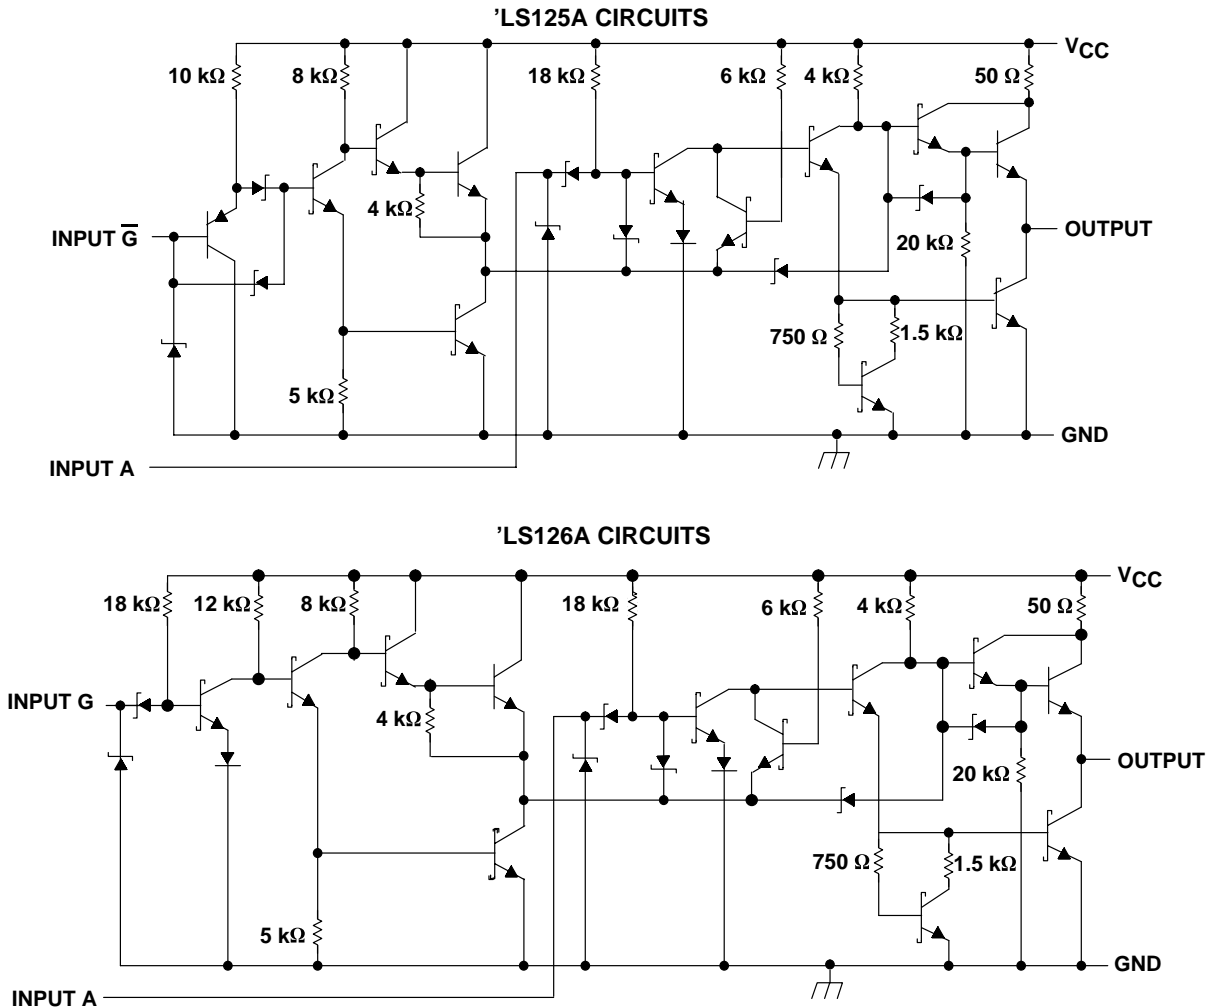 ’LS125A CIRCUITS
VCC
10 kΩ
8 kΩ
18 kΩ
6 kΩ
4 kΩ
50 Ω
4 kΩ
INPUT G̅
OUTPUT
20 kΩ
750 Ω
1.5 kΩ
5 kΩ
GND
INPUT A
’LS126A CIRCUITS
VCC
18 kΩ
12 kΩ
8 kΩ
18 kΩ
6 kΩ
4 kΩ
50 Ω
INPUT G
4 kΩ
OUTPUT
20 kΩ
750 Ω
1.5 kΩ
5 kΩ
GND
INPUT A